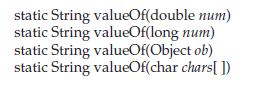 static String valueOf(double num)
static String valueOf(long num)
static String valueOf(Object ob)
static String valueOf(char chars[ ])